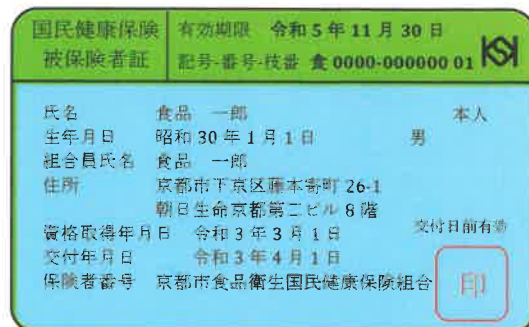 国民健康保険
被保険者証
有効期限 令和5年11月30日
記号-番号-枝番 食0000-000000 01
氏名 食品 一郎 本人
生年月日 昭和30年1月1日 男
組合員氏名 食品 一郎
住所 京都市下京区藤本寄町26-1
朝日生命京都第二ビル8階
資格取得年月日 令和3年3月1日
交付日前有効
交付年月日 令和3年4月1日
保険者番号 京都市食品衛生国民健康保険組合
印